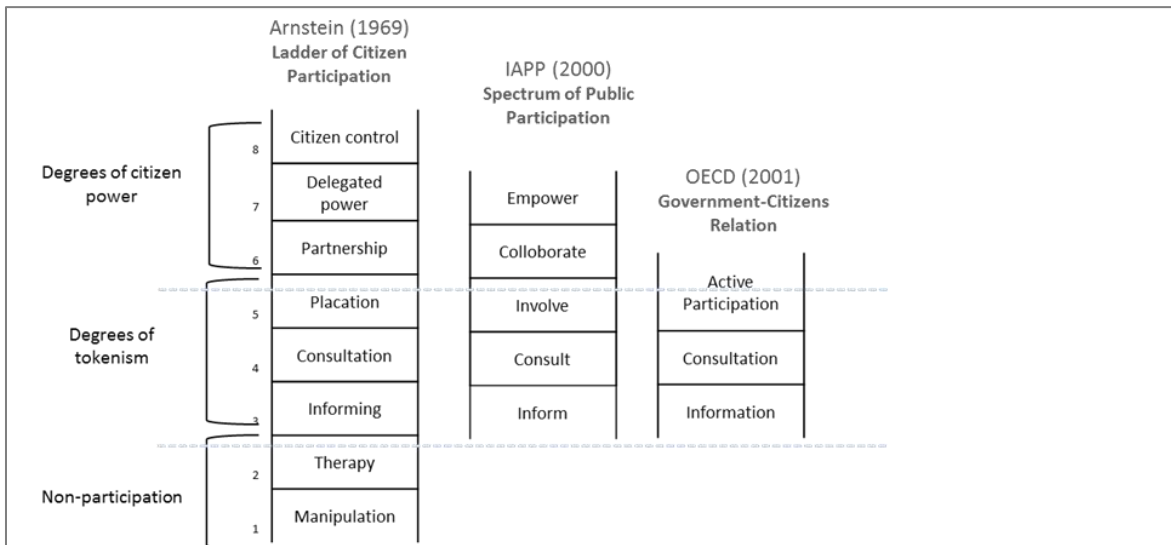 Arnstein (1969)
Ladder of Citizen
Participation
IAPP (2000)
Spectrum of Public
Participation
OECD (2001)
Government-Citizens
Relation
Degrees of citizen
power
Degrees of
tokenism
Non-participation
8
Citizen control
7
Delegated
power
6
Partnership
5
Placation
4
Consultation
3
Informing
2
Therapy
1
Manipulation
Empower
Colloborate
Involve
Consult
Inform
Active
Participation
Consultation
Information